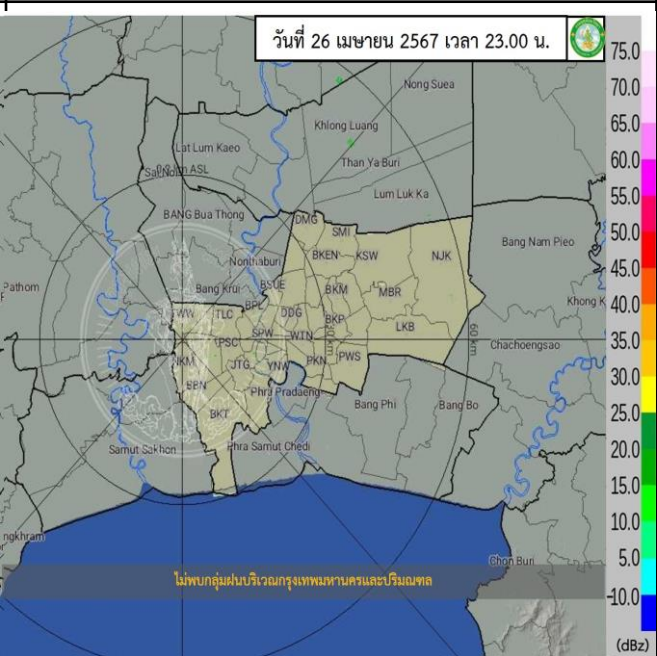 วันที่ 26 เมษายน 2567 เวลา 23.00 น.
75.0
70.0
65.0
60.0
55.0
50.0
45.0
40.0
35.0
30.0
25.0
20.0
15.0
10.0
5.0
-10.0
(dBz)
Nong Suea
Khlong Luang
Lat Lum Kaeo
Than Ya Buri
ASL
Lum Luk Ka
BANG Bua Thong
DMG
SMI
Nonthaburi
BKEN
KSW
NJK
Bang Nam Pieo
Pathom
Bang Krui
BSUE
BKM
MBR
Khong K
BPL
TWW
TLC
DDG
BKP
LKB
SPW
PSC
WTN
60 km
Chachoengsao
NKM
JTG
YNW
PKN
PWS
BBN
Phra Pradaeng
BKT
Bang Phi
Bang Bo
Samut Sakhon
Phra Samut Chedi
ngkhram
Chon Buri
ไม่พบกลุ่มฝนบริเวณกรุงเทพมหานครและปริมณฑล